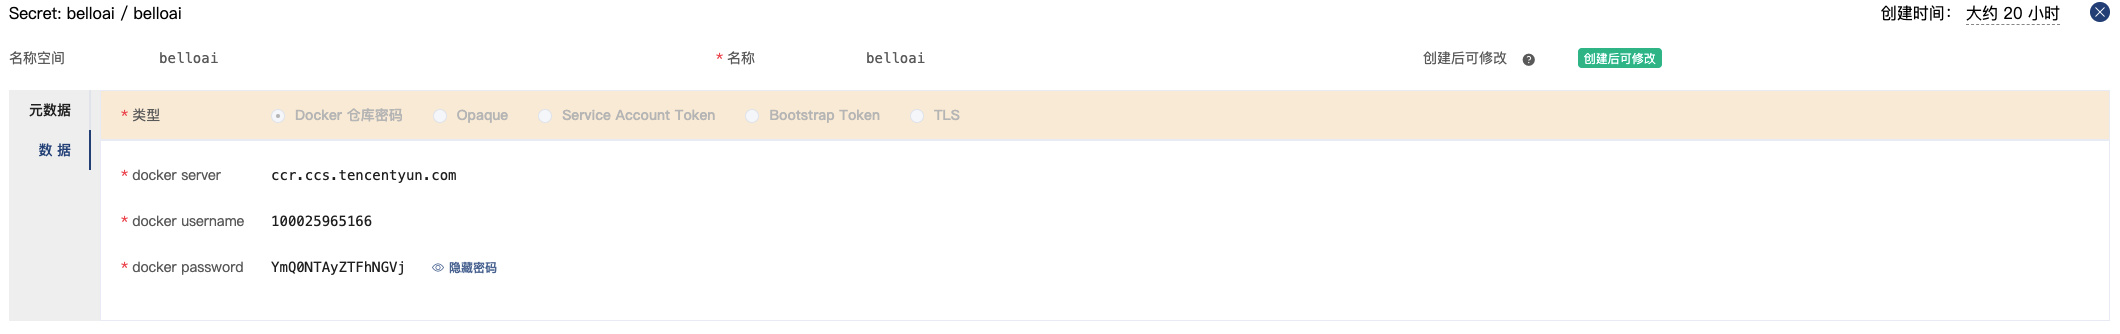 Secret: belloai / belloai 创建时间： 大约 20 小时
名称空间 belloai * 名称 belloai 创建后可修改 ? 创建后可修改
元数据 * 类型 Docker 仓库密码 Opaque Service Account Token Bootstrap Token TLS
数据
* docker server ccr.ccs.tencentyun.com
* docker username 100025965166
* docker password YmQ0NTAyZTFhNGVj 隐藏密码